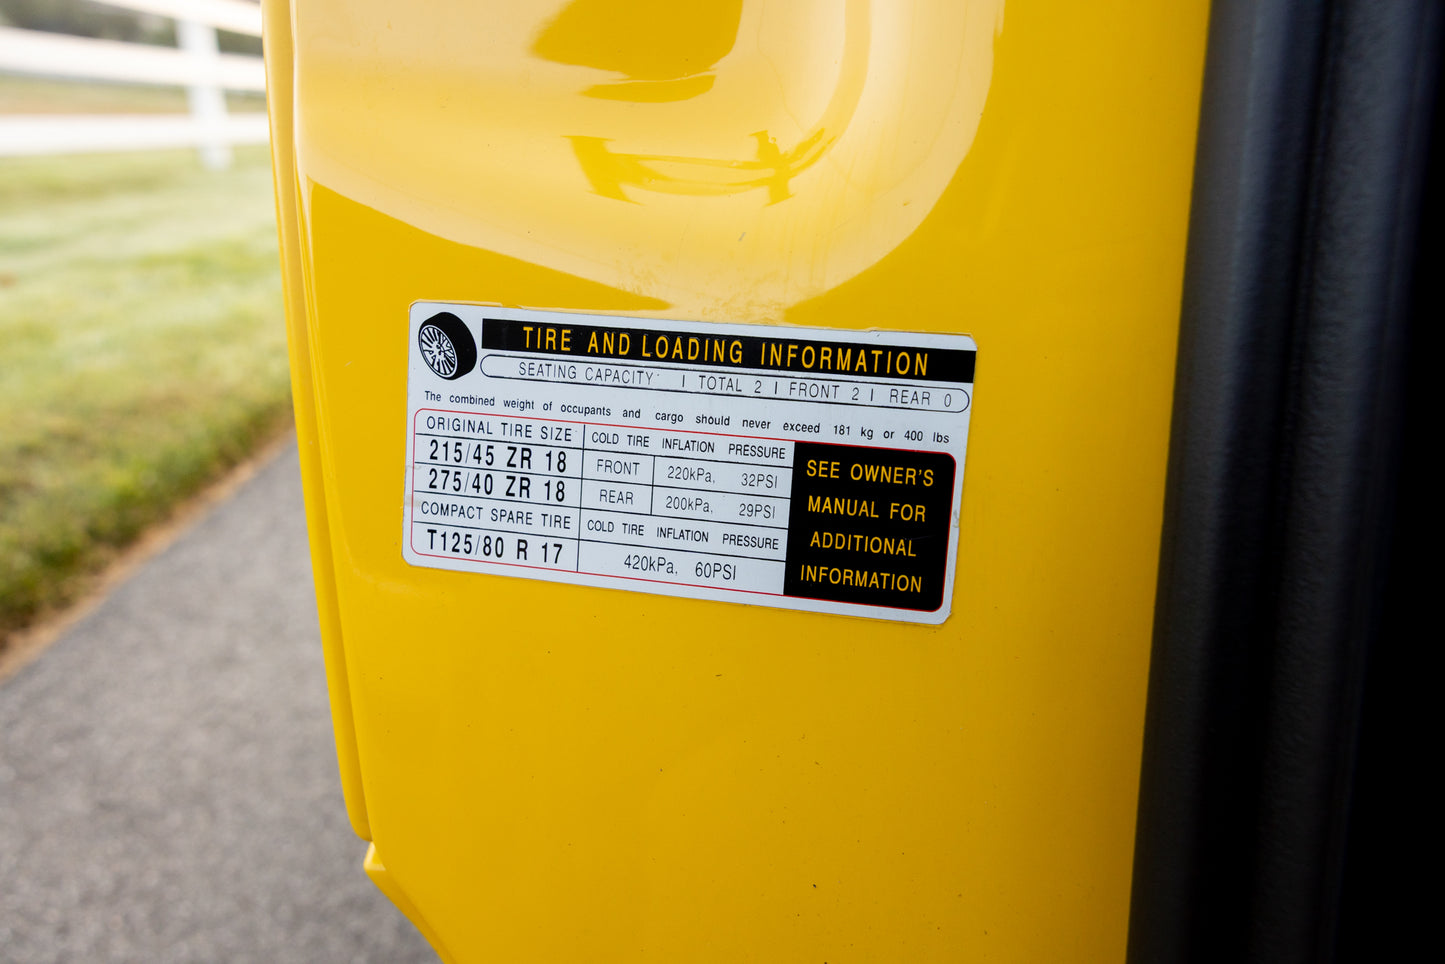 TIRE AND LOADING INFORMATION
SEATING CAPACITY | TOTAL 2 | FRONT 2 | REAR 0
The combined weight of occupants and cargo should never exceed 181 kg or 400 lbs
ORIGINAL TIRE SIZE
215/45 ZR 18
275/40 ZR 18
COLD TIRE INFLATION PRESSURE
FRONT 220kPa, 32PSI
REAR 200kPa, 29PSI
COMPACT SPARE TIRE
T125/80 R 17
COLD TIRE INFLATION PRESSURE
420kPa, 60PSI
SEE OWNER'S
MANUAL FOR
ADDITIONAL
INFORMATION